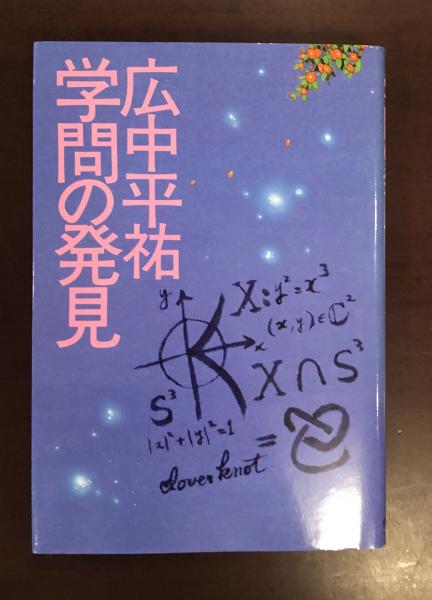 広中平祐
学問の発見
y
X: y²=x³
(x,y)∈ℂ²
x
X∩S³
S³
|x|²+|y|²=1
=
clover knot